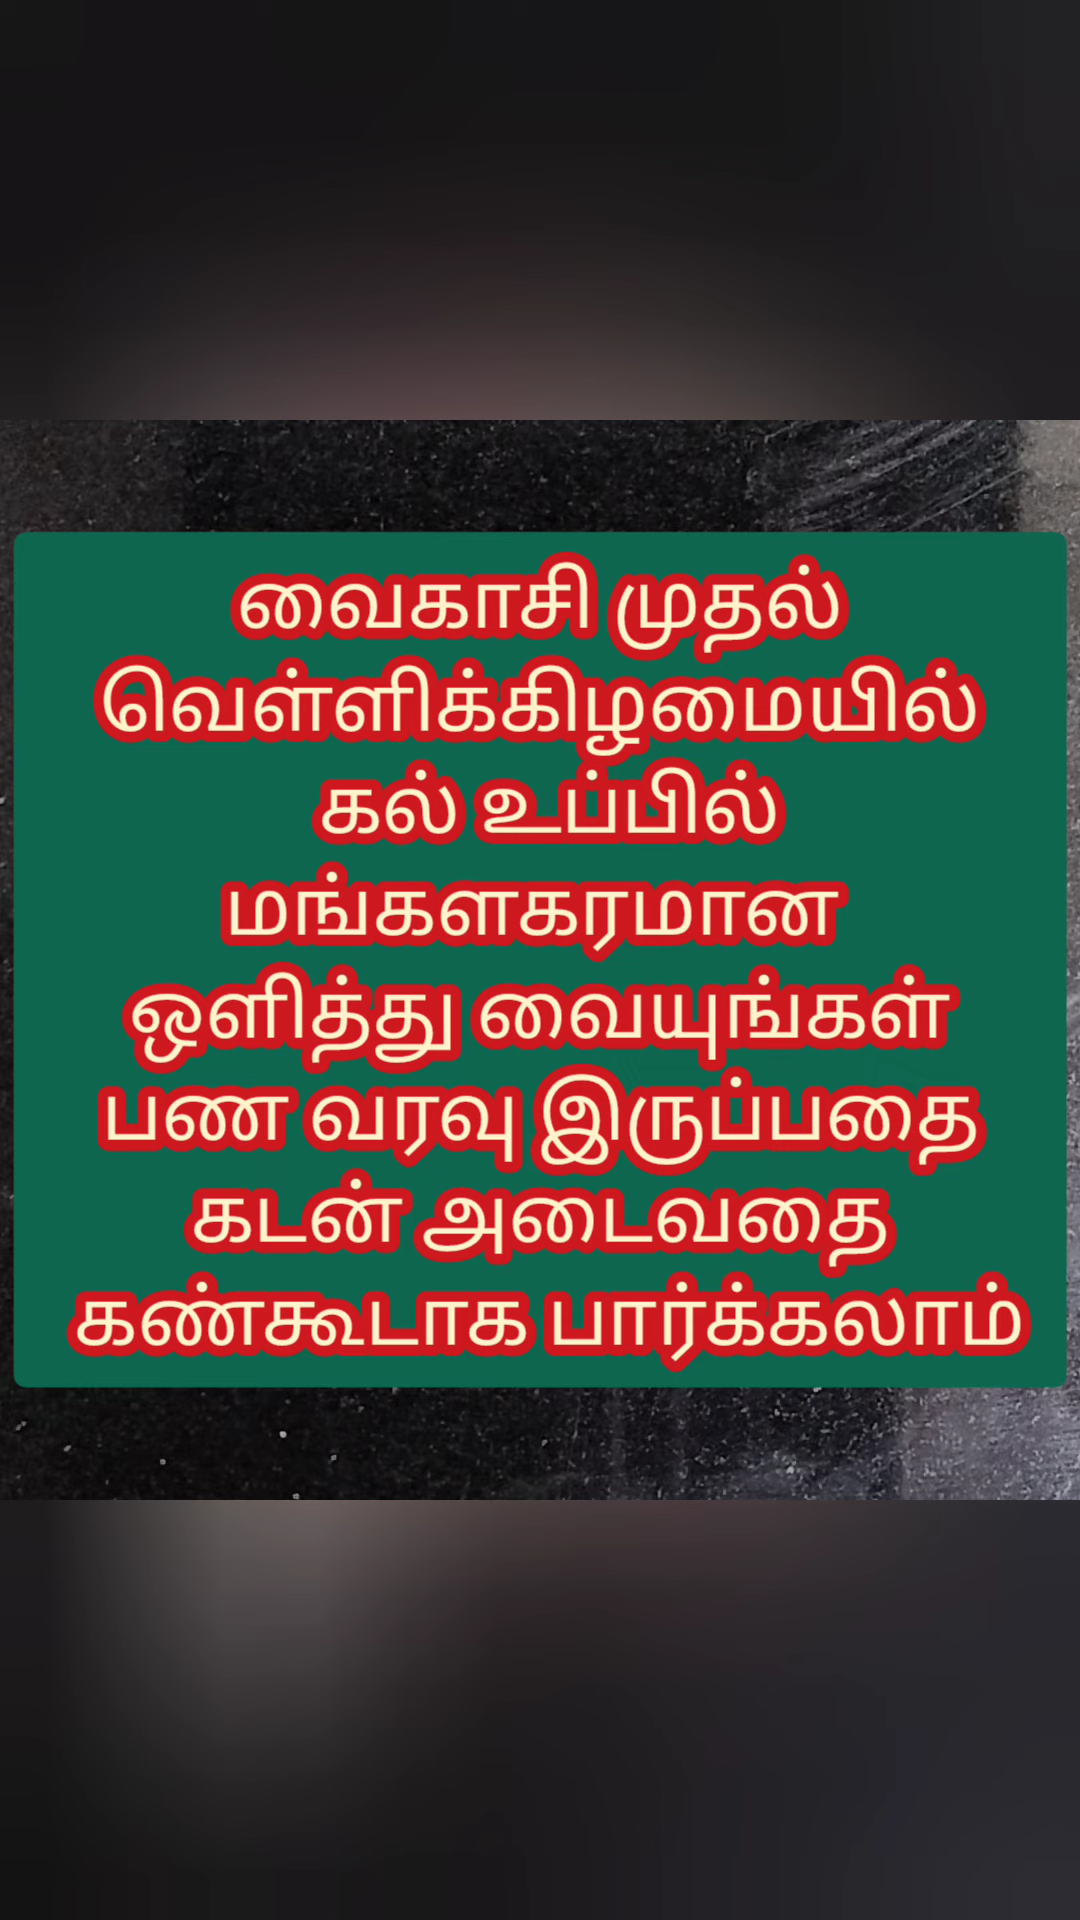 வைகாசி முதல்
வெள்ளிக்கிழமையில்
கல் உப்பில்
மங்களகரமான
ஒளித்து வையுங்கள்
பண வரவு இருப்பதை
கடன் அடைவதை
கண்கூடாக பார்க்கலாம்